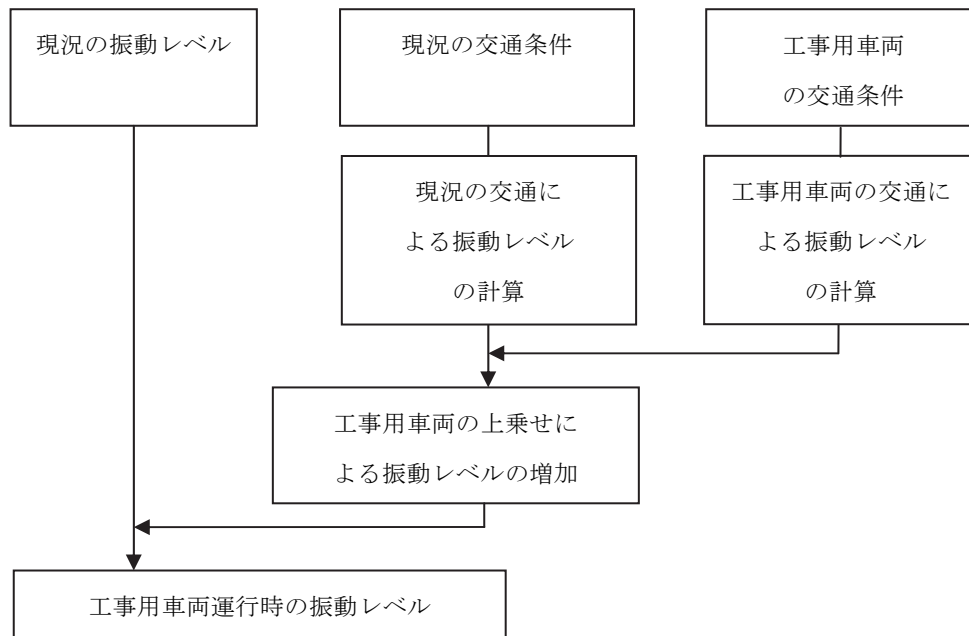 現況の振動レベル
現況の交通条件
工事用車両
の交通条件
現況の交通に
よる振動レベル
の計算
工事用車両の交通に
よる振動レベル
の計算
工事用車両の上乗せに
よる振動レベルの増加
工事用車両運行時の振動レベル